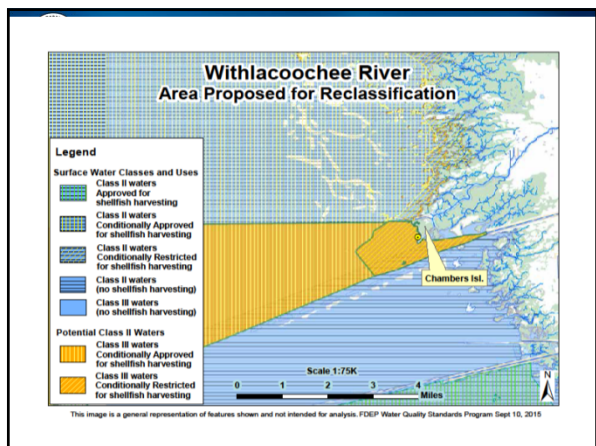 Withlacoochee River
Area Proposed for Reclassification
Legend
Surface Water Classes and Uses
Class II waters
Approved for
shellfish harvesting
Class II waters
Conditionally Approved
for shellfish harvesting
Class II waters
Conditionally Restricted
for shellfish harvesting
Class II waters
(no shellfish harvesting)
Class III waters
(no shellfish harvesting)
Potential Class II Waters
Class III waters
Conditionally Approved
for shellfish harvesting
Class III waters
Conditionally Restricted
for shellfish harvesting
Chambers Isl.
Scale 1:75K
0 1 2 3 4
Miles
N
This image is a general representation of features shown and not intended for analysis. FDEP Water Quality Standards Program Sept 10, 2015